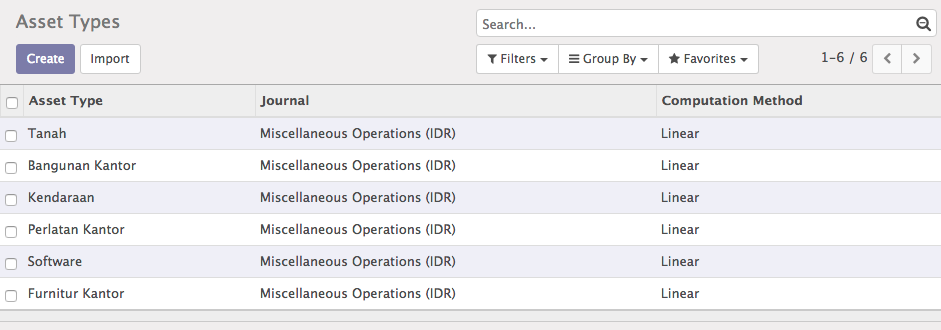 Asset Types
Search...
Create Import Filters Group By Favorites 1-6 / 6
Asset Type Journal Computation Method
Tanah Miscellaneous Operations (IDR) Linear
Bangunan Kantor Miscellaneous Operations (IDR) Linear
Kendaraan Miscellaneous Operations (IDR) Linear
Perlatan Kantor Miscellaneous Operations (IDR) Linear
Software Miscellaneous Operations (IDR) Linear
Furnitur Kantor Miscellaneous Operations (IDR) Linear